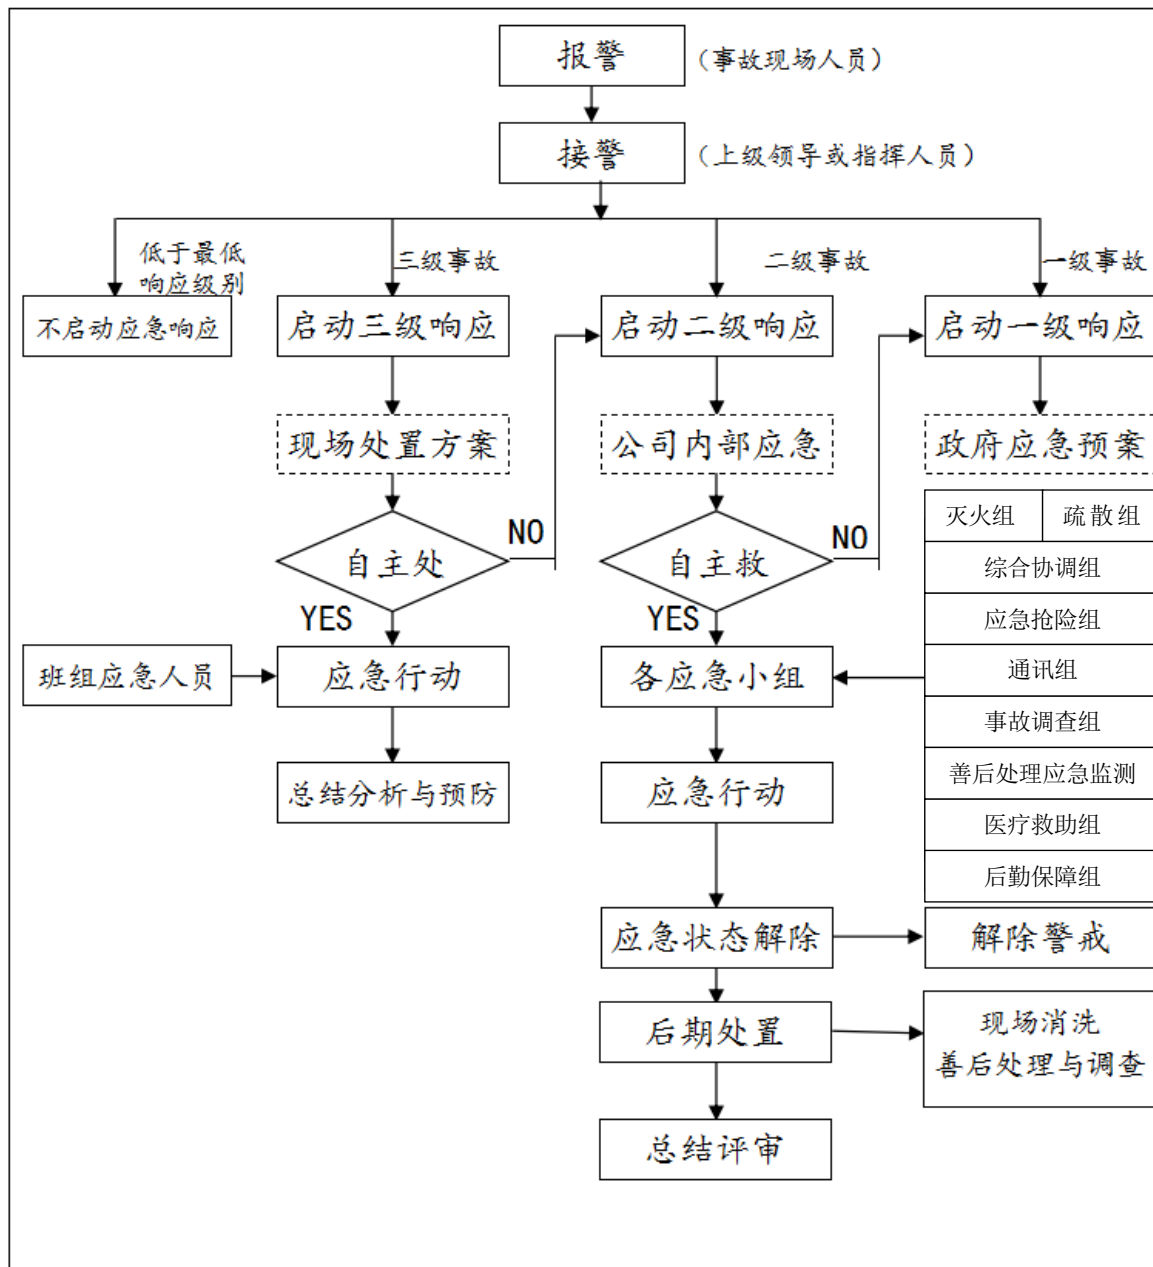 报警
（事故现场人员）
接警
（上级领导或指挥人员）
低于最低
响应级别
三级事故
二级事故
一级事故
不启动应急响应
启动三级响应
启动二级响应
启动一级响应
现场处置方案
公司内部应急
政府应急预案
灭火组
疏散组
NO
NO
自主处
自主救
综合协调组
YES
YES
应急抢险组
班组应急人员
应急行动
各应急小组
通讯组
事故调查组
总结分析与预防
应急行动
善后处理应急监测
医疗救助组
后勤保障组
应急状态解除
解除警戒
后期处置
现场消洗
善后处理与调查
总结评审